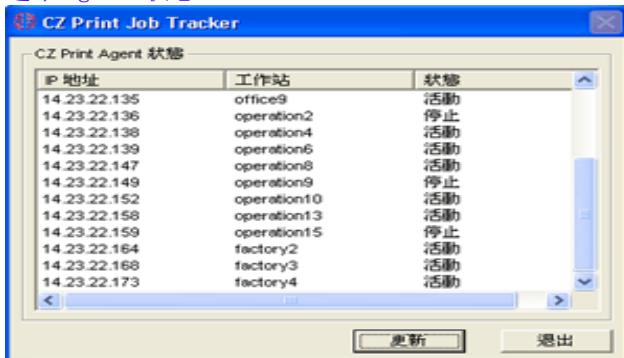 CZ Print Job Tracker
CZ Print Agent 狀態
IP 地址 工作站 狀態
14.23.22.135 office9 活動
14.23.22.136 operation2 停止
14.23.22.138 operation4 活動
14.23.22.139 operation6 活動
14.23.22.147 operation8 活動
14.23.22.149 operation9 停止
14.23.22.152 operation10 活動
14.23.22.158 operation13 活動
14.23.22.159 operation15 停止
14.23.22.164 factory2 活動
14.23.22.168 factory3 活動
14.23.22.173 factory4 活動
更新 退出